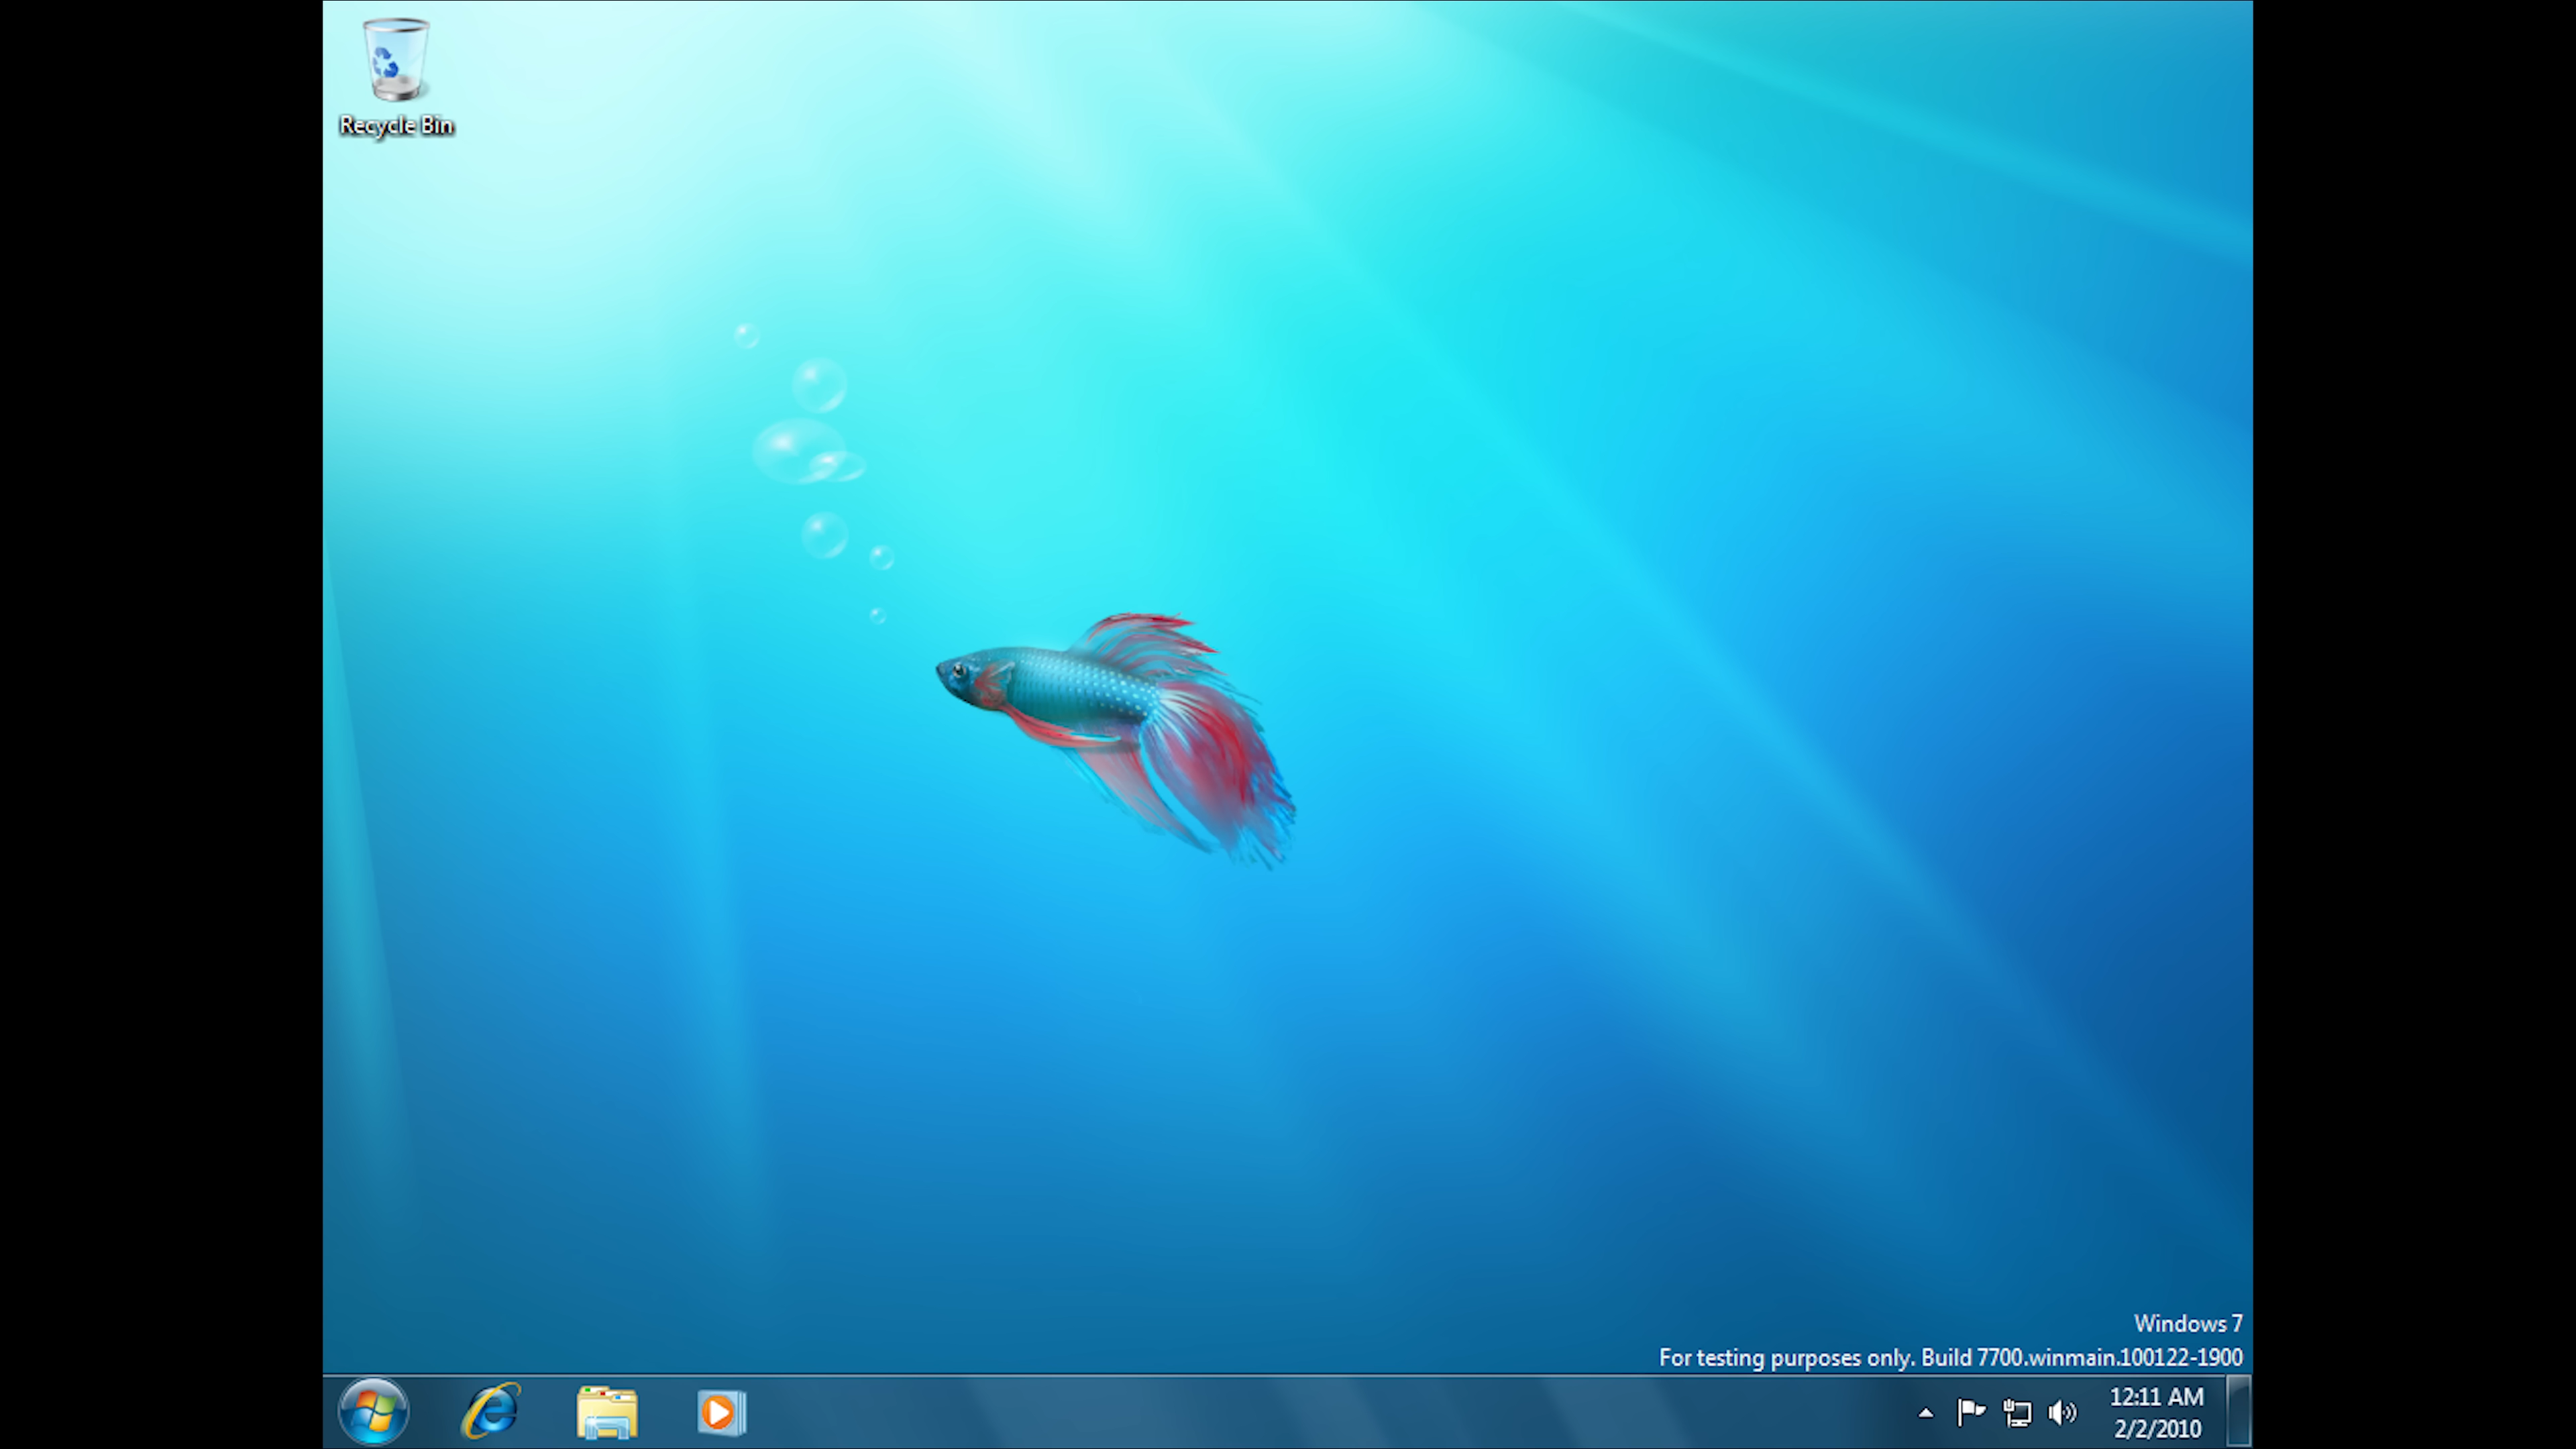 Recycle Bin
Windows 7
For testing purposes only. Build 7700.winmain.100122-1900
12:11 AM
2/2/2010